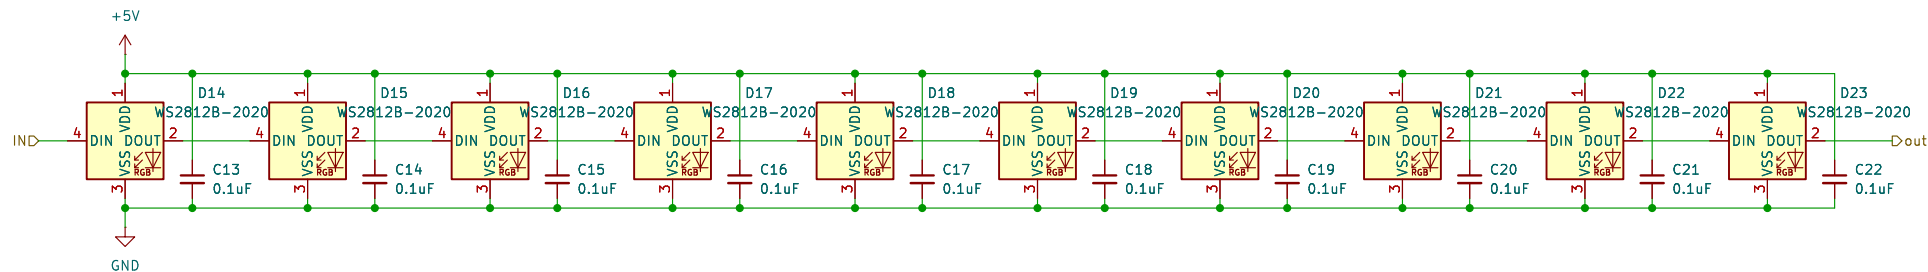 +5V
D14 D15 D16 D17 D18 D19 D20 D21 D22 D23
1 1 1 1 1 1 1 1 1 1
WS2812B-2020 WS2812B-2020 WS2812B-2020 WS2812B-2020 WS2812B-2020 WS2812B-2020 WS2812B-2020 WS2812B-2020 WS2812B-2020 WS2812B-2020
VDD VDD VDD VDD VDD VDD VDD VDD VDD VDD
IN 4 DIN DOUT 2 4 DIN DOUT 2 4 DIN DOUT 2 4 DIN DOUT 2 4 DIN DOUT 2 4 DIN DOUT 2 4 DIN DOUT 2 4 DIN DOUT 2 4 DIN DOUT 2 4 DIN DOUT 2 out
VSS VSS VSS VSS VSS VSS VSS VSS VSS VSS
RGB RGB RGB RGB RGB RGB RGB RGB RGB RGB
C13 C14 C15 C16 C17 C18 C19 C20 C21 C22
0.1uF 0.1uF 0.1uF 0.1uF 0.1uF 0.1uF 0.1uF 0.1uF 0.1uF 0.1uF
3 3 3 3 3 3 3 3 3 3
GND